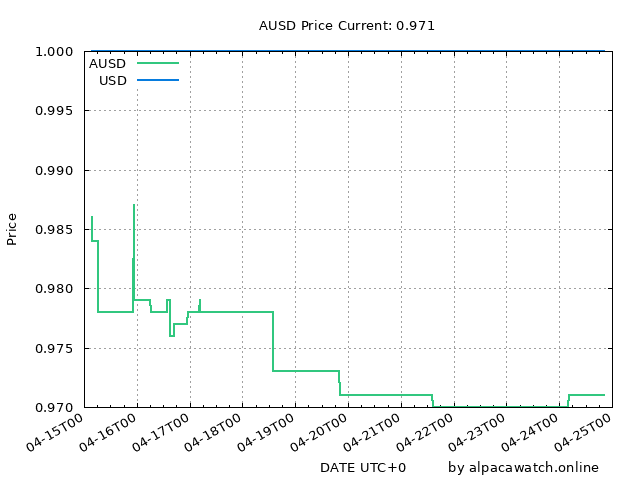 AUSD Price Current: 0.971
1.000
AUSD
USD
0.995
0.990
0.985
Price
0.980
0.975
0.970
04-15T00
04-16T00
04-17T00
04-18T00
04-19T00
04-20T00
04-21T00
04-22T00
04-23T00
04-24T00
04-25T00
DATE UTC+0
by alpacawatch.online